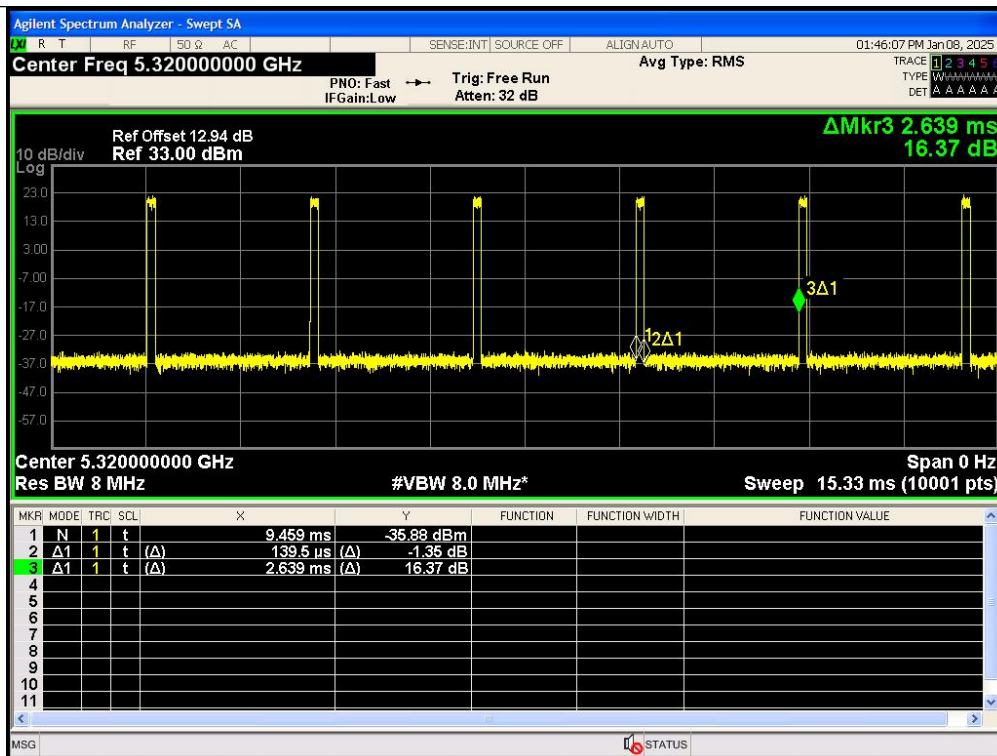 Agilent Spectrum Analyzer - Swept SA
LXI R T RF 50 Ω AC SENSE:INT SOURCE OFF ALIGN AUTO 01:46:07 PM Jan 08, 2025
Center Freq 5.320000000 GHz
PNO: Fast
IFGain:Low
Trig: Free Run
Atten: 32 dB
Avg Type: RMS
TRACE 1 2 3 4 5 6
TYPE W
DET A A A A A A
ΔMkr3 2.639 ms
16.37 dB
Ref Offset 12.94 dB
10 dB/div Ref 33.00 dBm
Log
23.0
13.0
3.00
-7.00
-17.0
-27.0
-37.0
-47.0
-57.0
3Δ1
1
2Δ1
Center 5.320000000 GHz Span 0 Hz
Res BW 8 MHz #VBW 8.0 MHz* Sweep 15.33 ms (10001 pts)
MKR MODE TRC SCL X Y FUNCTION FUNCTION WIDTH FUNCTION VALUE
1 N 1 t 9.459 ms -35.88 dBm
2 Δ1 1 t (Δ) 139.5 µs (Δ) -1.35 dB
3 Δ1 1 t (Δ) 2.639 ms (Δ) 16.37 dB
4
5
6
7
8
9
10
11
MSG STATUS